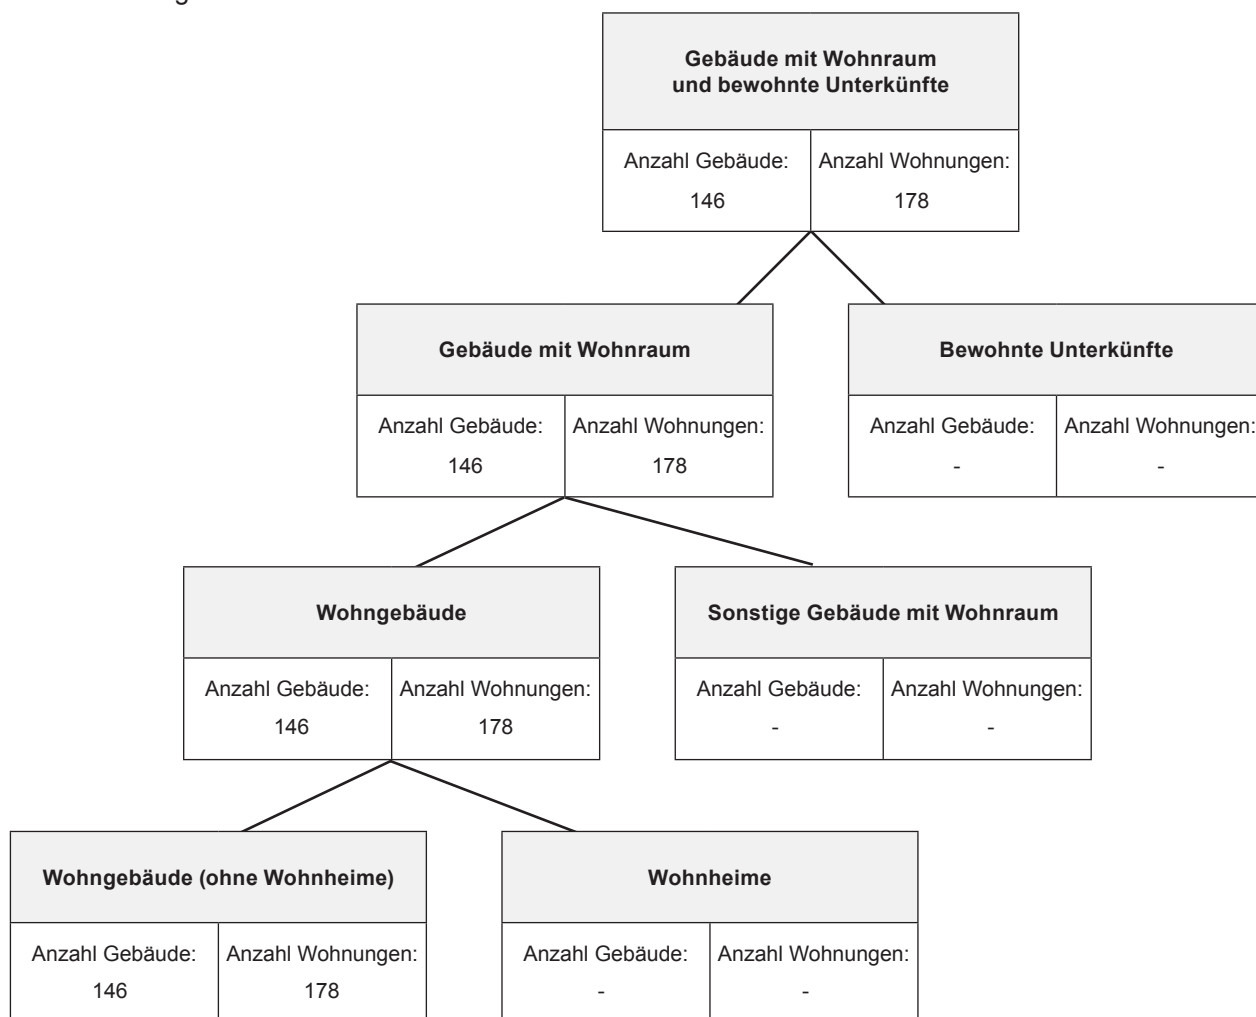 Gebäude mit Wohnraum
und bewohnte Unterkünfte
Anzahl Gebäude: Anzahl Wohnungen:
146 178
Gebäude mit Wohnraum
Anzahl Gebäude: Anzahl Wohnungen:
146 178
Bewohnte Unterkünfte
Anzahl Gebäude: Anzahl Wohnungen:
- -
Wohngebäude
Anzahl Gebäude: Anzahl Wohnungen:
146 178
Sonstige Gebäude mit Wohnraum
Anzahl Gebäude: Anzahl Wohnungen:
- -
Wohngebäude (ohne Wohnheime)
Anzahl Gebäude: Anzahl Wohnungen:
146 178
Wohnheime
Anzahl Gebäude: Anzahl Wohnungen:
- -